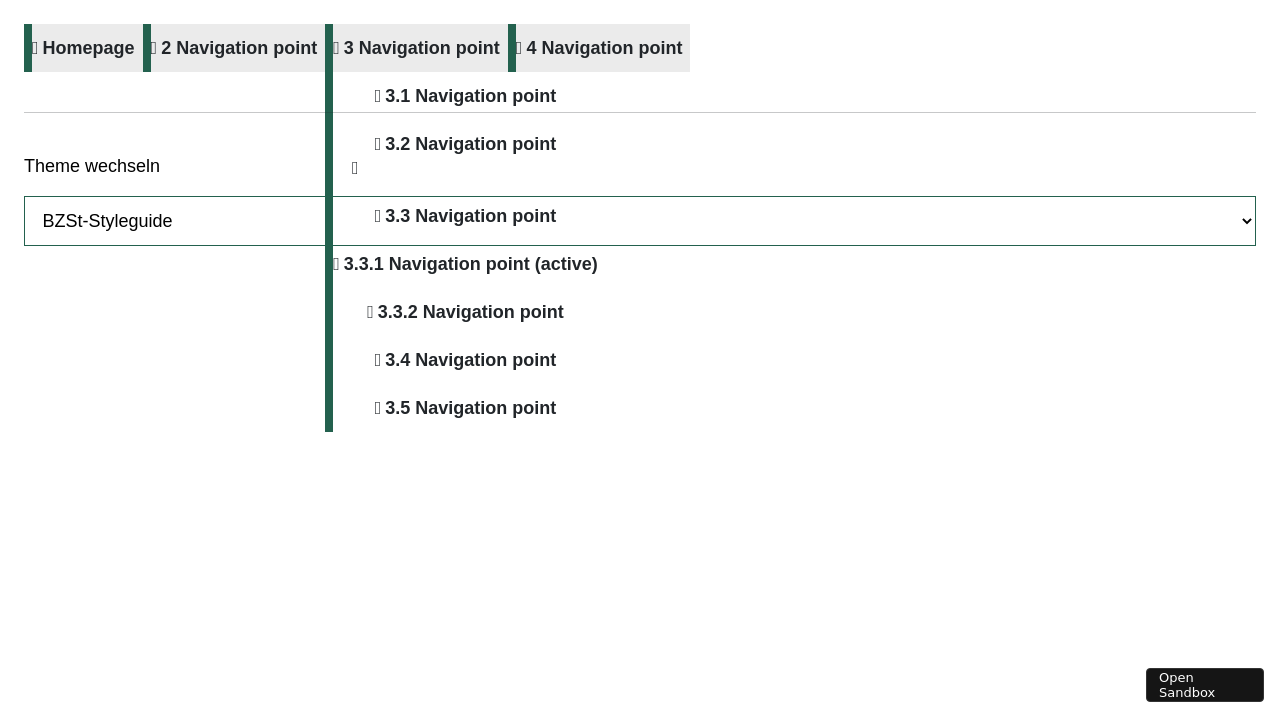 Homepage 2 Navigation point 3 Navigation point 4 Navigation point
3.1 Navigation point
3.2 Navigation point
Theme wechseln
BZSt-Styleguide
3.3 Navigation point
3.3.1 Navigation point (active)
3.3.2 Navigation point
3.4 Navigation point
3.5 Navigation point
Open
Sandbox